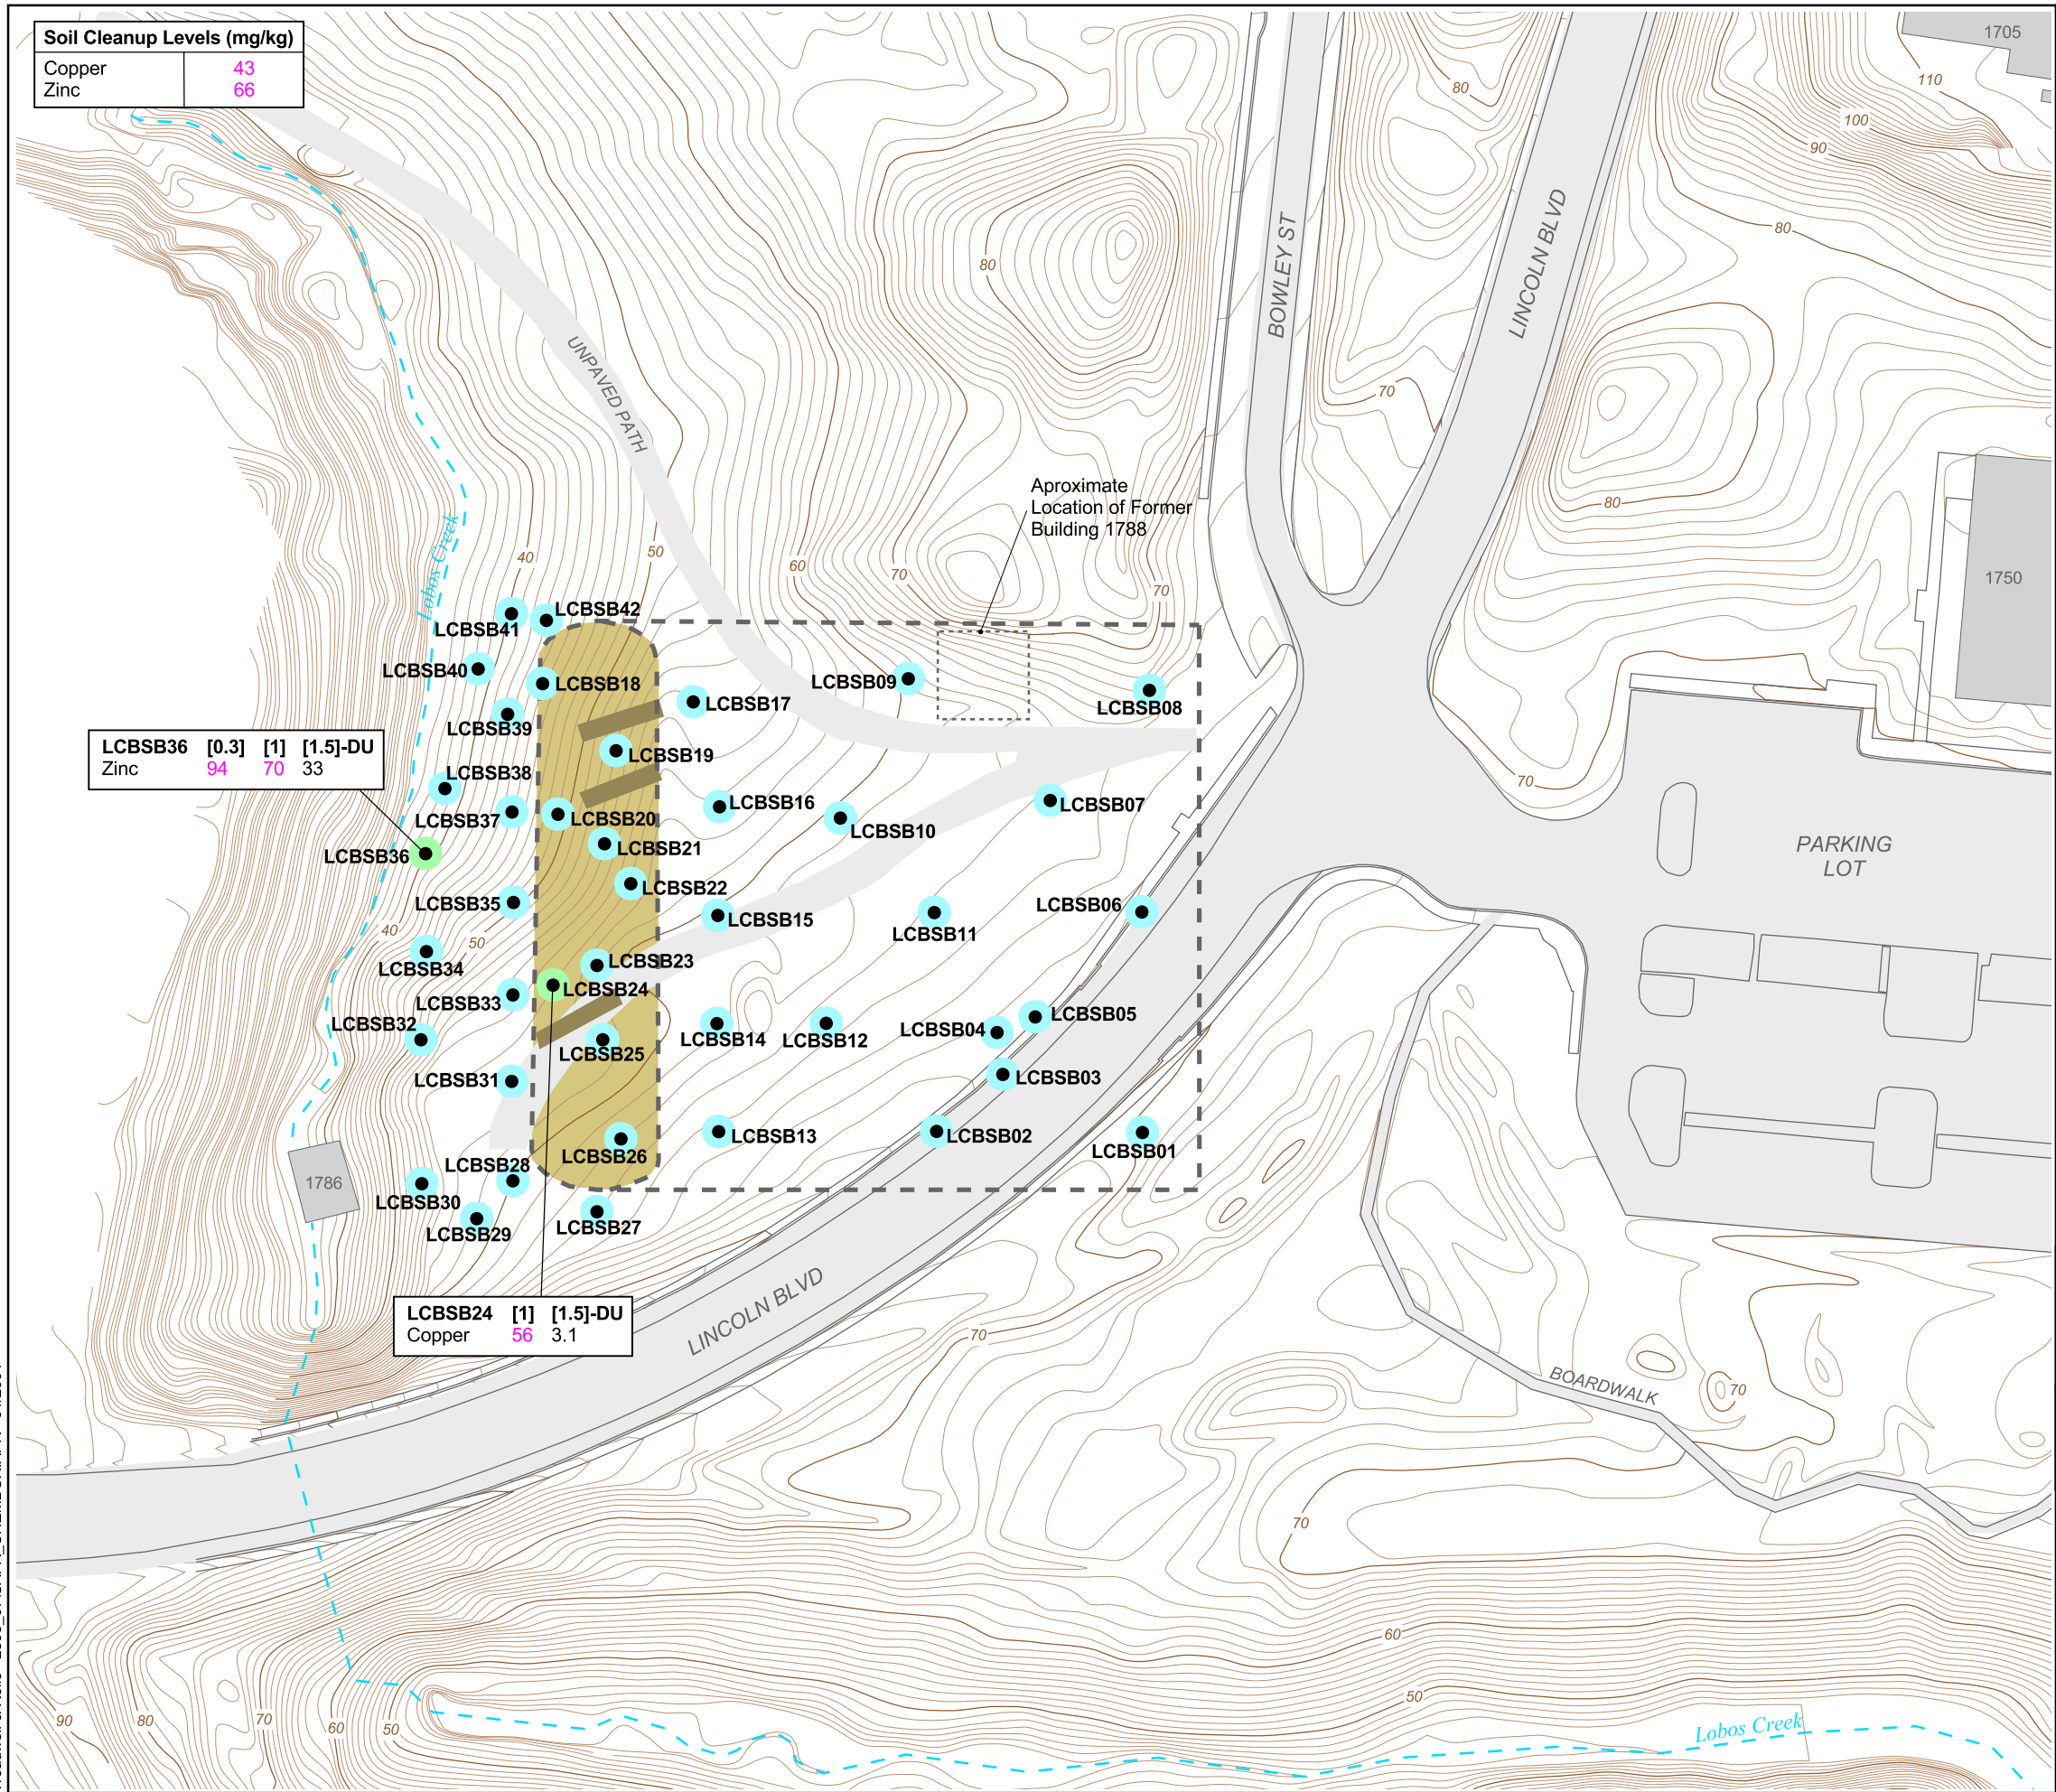 Soil Cleanup Levels (mg/kg)
Copper 43
Zinc 66
1705
110
100
90
80
80
80
80
70
BOWLEY ST
LINCOLN BLVD
UNPAVED PATH
Aproximate
Location of Former
Building 1788
Lobos Creek
40
50
60
70
70
80
1750
LCBSB42
LCBSB41
LCBSB40
LCBSB18
LCBSB17
LCBSB09
LCBSB08
LCBSB39
LCBSB19
LCBSB36 [0.3] [1] [1.5]-DU
Zinc 94 70 33
LCBSB38
LCBSB37
LCBSB20
LCBSB16
LCBSB10
LCBSB07
70
LCBSB36
LCBSB21
PARKING
LOT
LCBSB22
LCBSB35
LCBSB15
LCBSB11
LCBSB06
40
50
LCBSB34
LCBSB23
LCBSB24
LCBSB33
LCBSB32
LCBSB25
LCBSB14
LCBSB12
LCBSB04
LCBSB05
LCBSB31
LCBSB03
LCBSB13
LCBSB02
LCBSB01
LCBSB26
LCBSB28
1786
LCBSB30
LCBSB29
LCBSB27
LCBSB24 [1] [1.5]-DU
Copper 56 3.1
LINCOLN BLVD
70
BOARDWALK
70
70
60
50
90
80
70
60
50
Lobos Creek